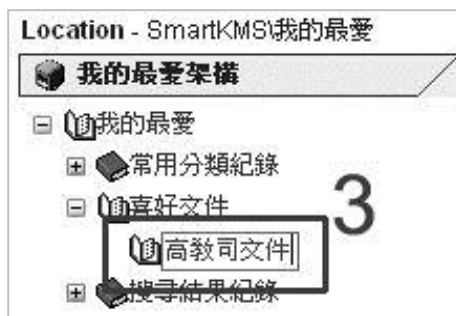 Location - SmartKMS\我的最愛
我的最愛架構
我的最愛
常用分類紀錄
喜好文件
3
高教司文件
搜尋結果紀錄